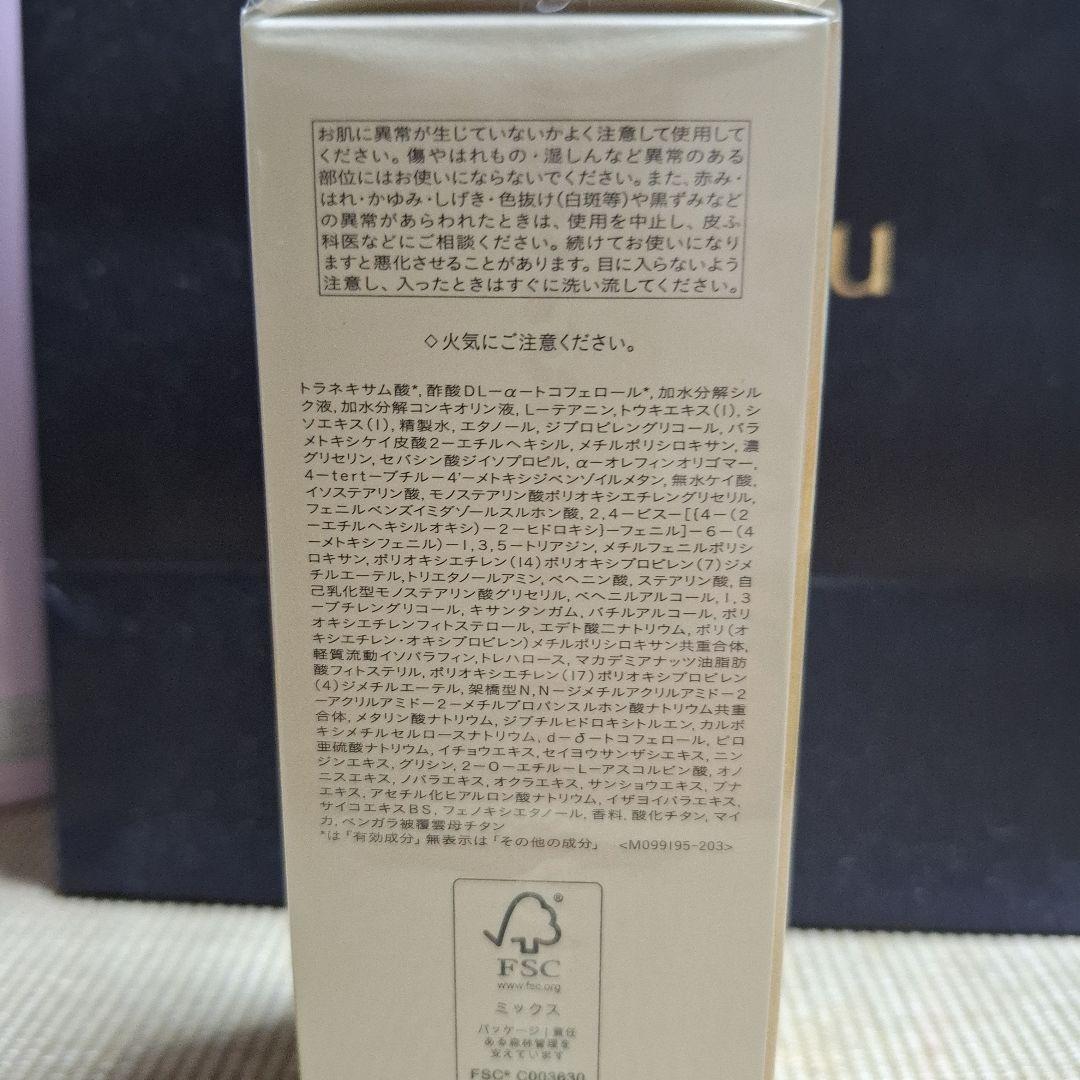 お肌に異常が生じていないかよく注意して使用して
ください。傷やはれもの・湿しんなど異常のある
部位にはお使いにならないでください。また、赤み・
はれ・かゆみ・しげき・色抜け(白斑等)や黒ずみなど
の異常があらわれたときは、使用を中止し、皮ふ
科医などにご相談ください。続けてお使いになり
ますと悪化させることがあります。目に入らないよう
注意し、入ったときはすぐに洗い流してください。
◇火気にご注意ください。
トラネキサム酸*, 酢酸DL-α-トコフェロール*, 加水分解シル
ク液, 加水分解コンキオリン液, L-テアニン, トウキエキス(1), シ
ソエキス(1), 精製水, エタノール, ジプロピレングリコール, パラ
メトキシケイ皮酸2-エチルヘキシル, メチルポリシロキサン, 濃
グリセリン, セバシン酸ジイソプロピル, α-オレフィンオリゴマー,
4-tert-ブチル-4'-メトキシジベンゾイルメタン, 無水ケイ酸,
イソステアリン酸, モノステアリン酸ポリオキシエチレングリセリル,
フェニルベンズイミダゾールスルホン酸, 2,4-ビス-[{4-(2
-エチルヘキシルオキシ)-2-ヒドロキシ}-フェニル]-6-(4
-メトキシフェニル)-1,3,5-トリアジン, メチルフェニルポリシ
ロキサン, ポリオキシエチレン(14)ポリオキシプロピレン(7)ジメ
チルエーテル, トリエタノールアミン, ベヘニン酸, ステアリン酸, 自
己乳化型モノステアリン酸グリセリル, ベヘニルアルコール, 1,3
-ブチレングリコール, キサンタンガム, バチルアルコール, ポリ
オキシエチレンフィトステロール, エデト酸二ナトリウム, ポリ(オ
キシエチレン・オキシプロピレン)メチルポリシロキサン共重合体,
軽質流動イソパラフィン, トレハロース, マカデミアナッツ油脂肪
酸フィトステリル, ポリオキシエチレン(17)ポリオキシプロピレン
(4)ジメチルエーテル, 架橋型N,N-ジメチルアクリルアミド-2
-アクリルアミド-2-メチルプロパンスルホン酸ナトリウム共重
合体, メタリン酸ナトリウム, ジブチルヒドロキシトルエン, カルボ
キシメチルセルロースナトリウム, d-δ-トコフェロール, ピロ
亜硫酸ナトリウム, イチョウエキス, セイヨウサンザシエキス, ニン
ジンエキス, グリシン, 2-O-エチル-L-アスコルビン酸, オノ
ニスエキス, ノバラエキス, オクラエキス, サンショウエキス, ブナ
エキス, アセチル化ヒアルロン酸ナトリウム, イザヨイバラエキス,
サイコエキスBS, フェノキシエタノール, 香料, 酸化チタン, マイ
カ, ベンガラ被覆雲母チタン
*は「有効成分」無表示は「その他の成分」 <M099195-203>
FSC®
www.fsc.org
ミックス
パッケージ|責任
ある森林管理を
支えています
FSC® C003630
u